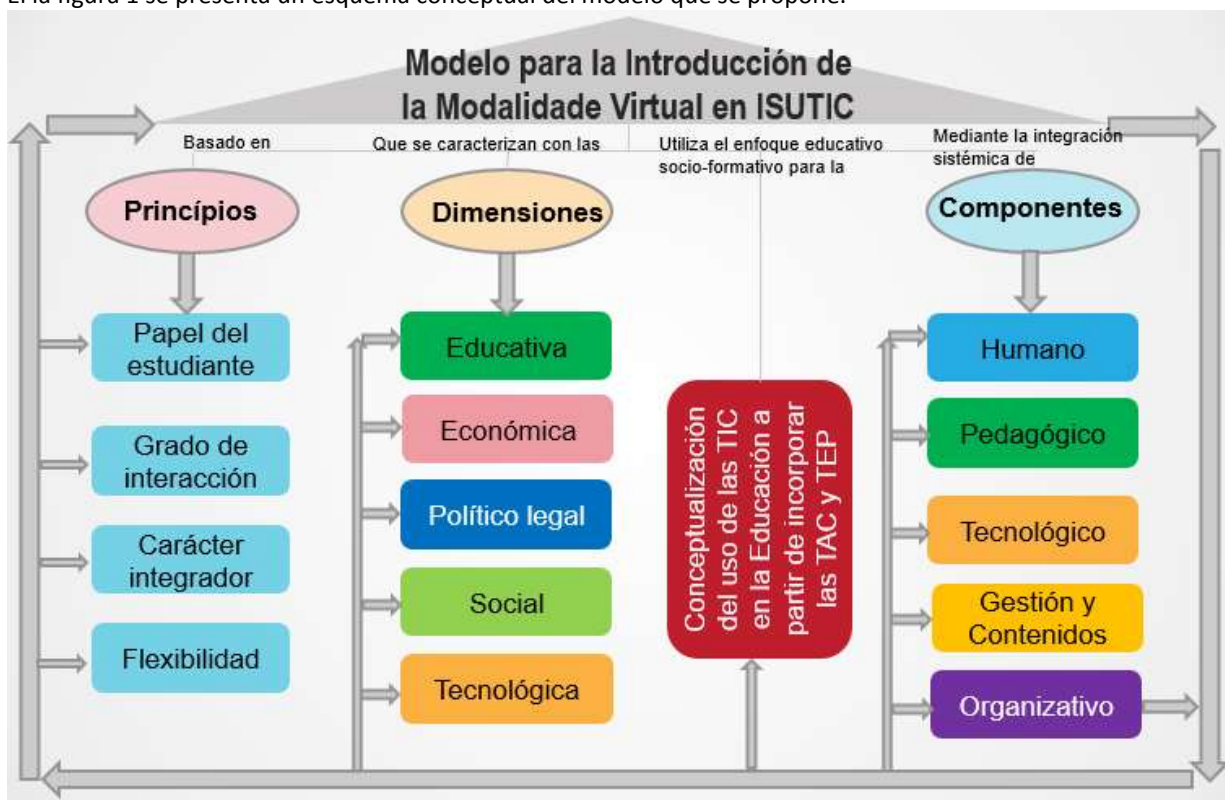 El la figura 1 se presenta un esquema conceptual del modelo que se propone.
Modelo para la Introducción de
la Modalidade Virtual en ISUTIC
Basado en
Que se caracterizan con las
Utiliza el enfoque educativo
socio-formativo para la
Mediante la integración
sistémica de
Princípios
Dimensiones
Componentes
Papel del
estudiante
Grado de
interacción
Carácter
integrador
Flexibilidad
Educativa
Económica
Político legal
Social
Tecnológica
Conceptualización
del uso de las TIC
en la Educación a
partir de incorporar
las TAC y TEP
Humano
Pedagógico
Tecnológico
Gestión y
Contenidos
Organizativo